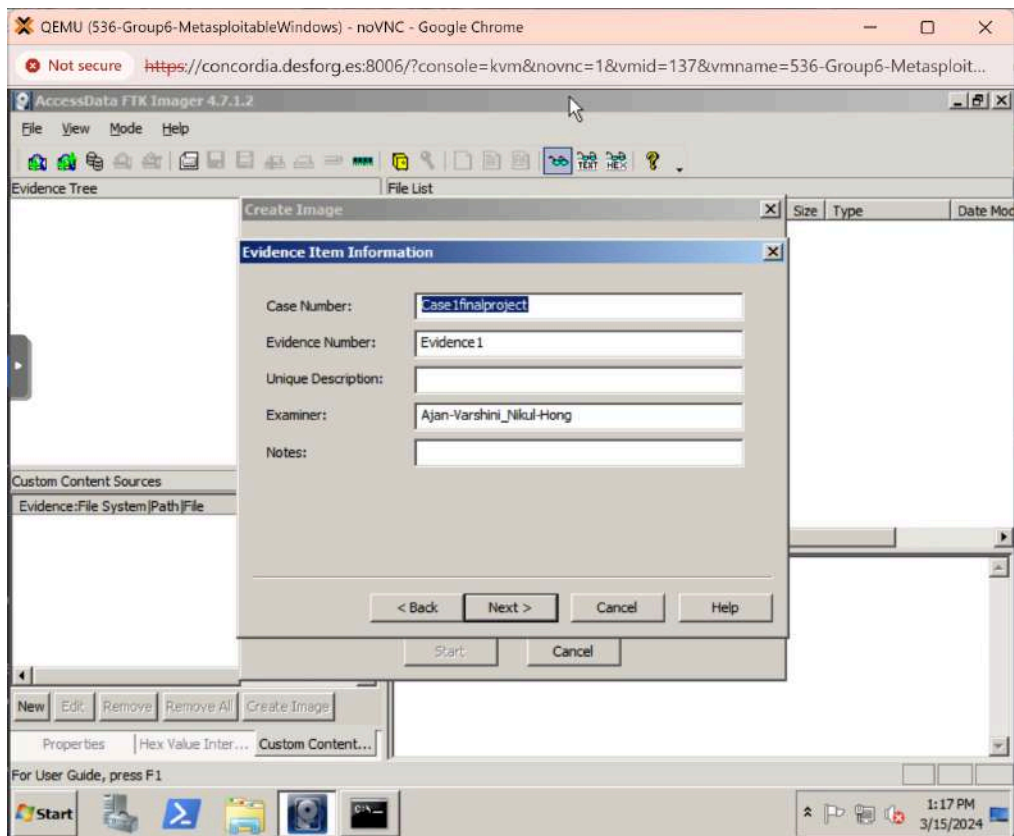 QEMU (536-Group6-MetasploitableWindows) - noVNC - Google Chrome
Not secure https://concordia.desforg.es:8006/?console=kvm&novnc=1&vmid=137&vmname=536-Group6-Metasploit...
AccessData FTK Imager 4.7.1.2
File View Mode Help
TEXT HEX
Evidence Tree File List
Create Image Size Type Date Mod
Evidence Item Information
Case Number: Case1finalproject
Evidence Number: Evidence1
Unique Description:
Examiner: Ajan-Varshini_Nikul-Hong
Notes:
Custom Content Sources
Evidence:File System|Path|File
< Back Next > Cancel Help
Start Cancel
New Edit Remove Remove All Create Image
Properties Hex Value Inter... Custom Content...
For User Guide, press F1
Start 1:17 PM
3/15/2024